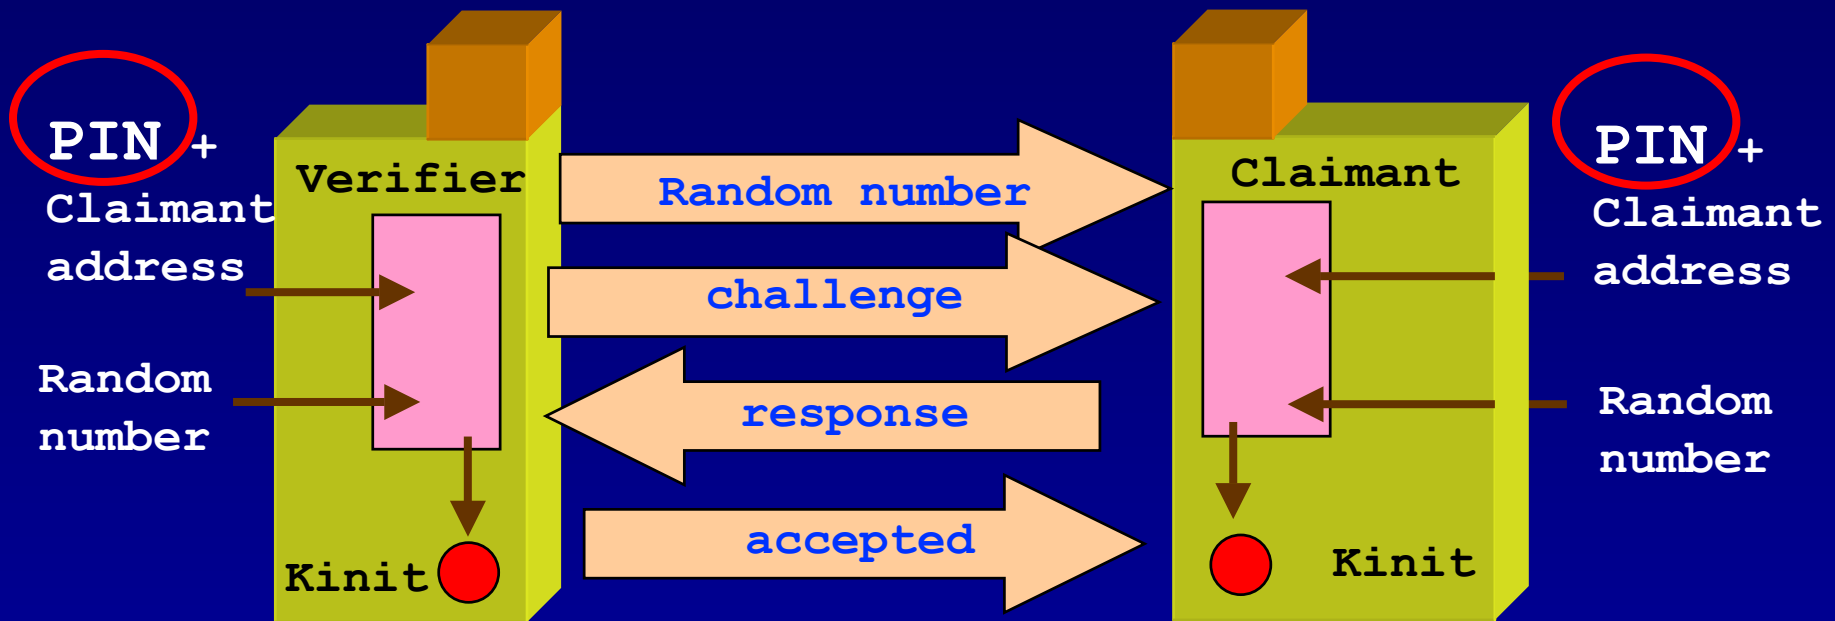 PIN +
Claimant
address
Random
number
Verifier
Kinit
Random number
challenge
response
accepted
Claimant
Kinit
PIN +
Claimant
address
Random
number